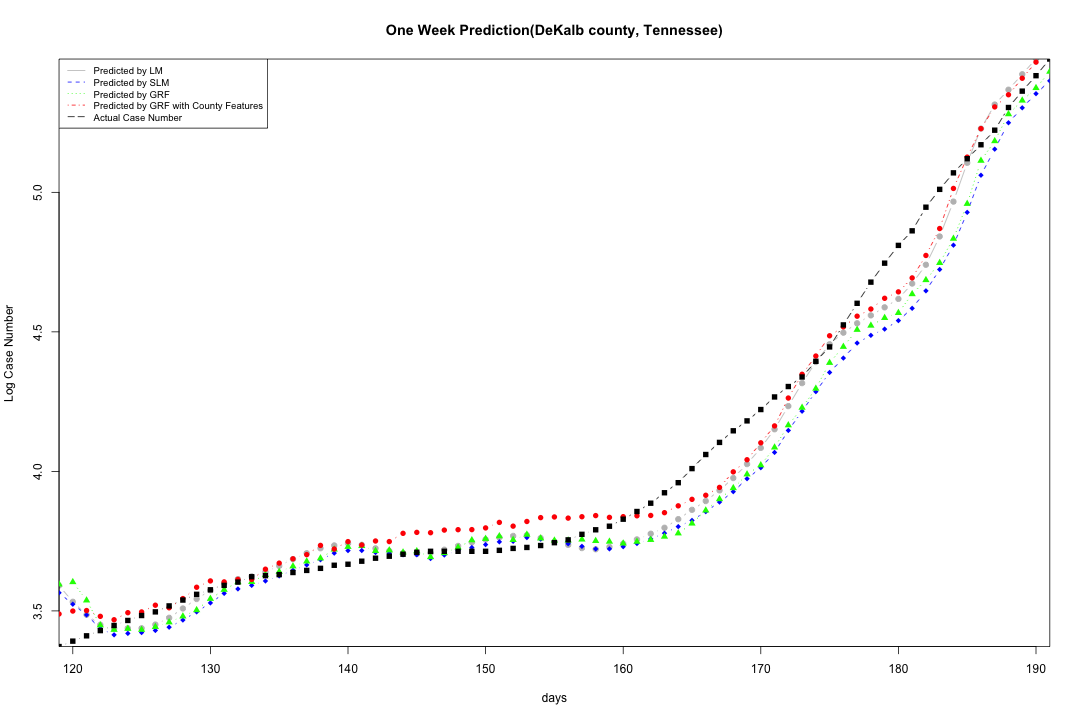 One Week Prediction(DeKalb county, Tennessee)
Predicted by LM
Predicted by SLM
Predicted by GRF
Predicted by GRF with County Features
Actual Case Number
5.0
4.5
4.0
3.5
Log Case Number
120 130 140 150 160 170 180 190
days